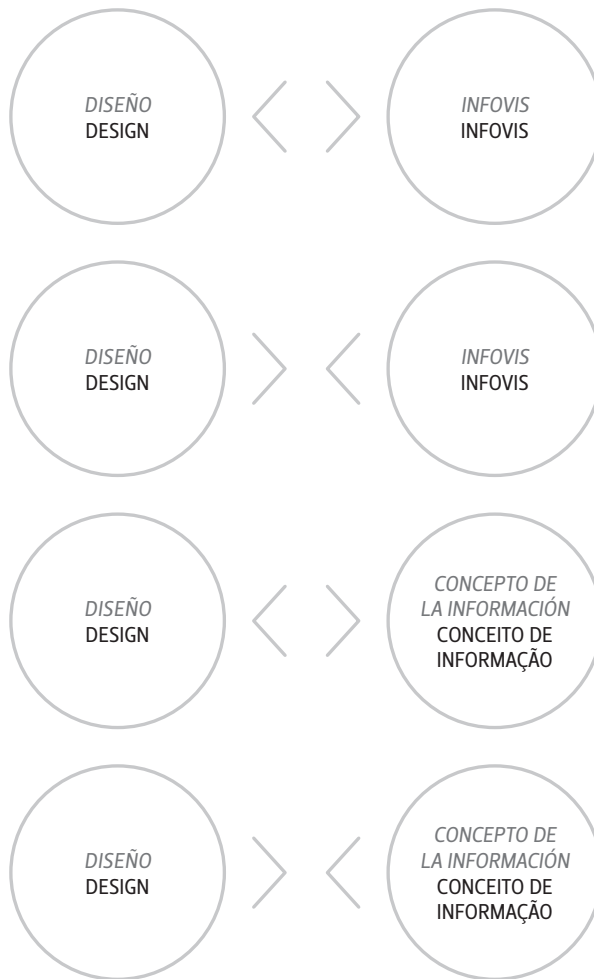 DISEÑO
DESIGN
INFOVIS
INFOVIS
DISEÑO
DESIGN
INFOVIS
INFOVIS
DISEÑO
DESIGN
CONCEPTO DE
LA INFORMACIÓN
CONCEITO DE
INFORMAÇÃO
DISEÑO
DESIGN
CONCEPTO DE
LA INFORMACIÓN
CONCEITO DE
INFORMAÇÃO